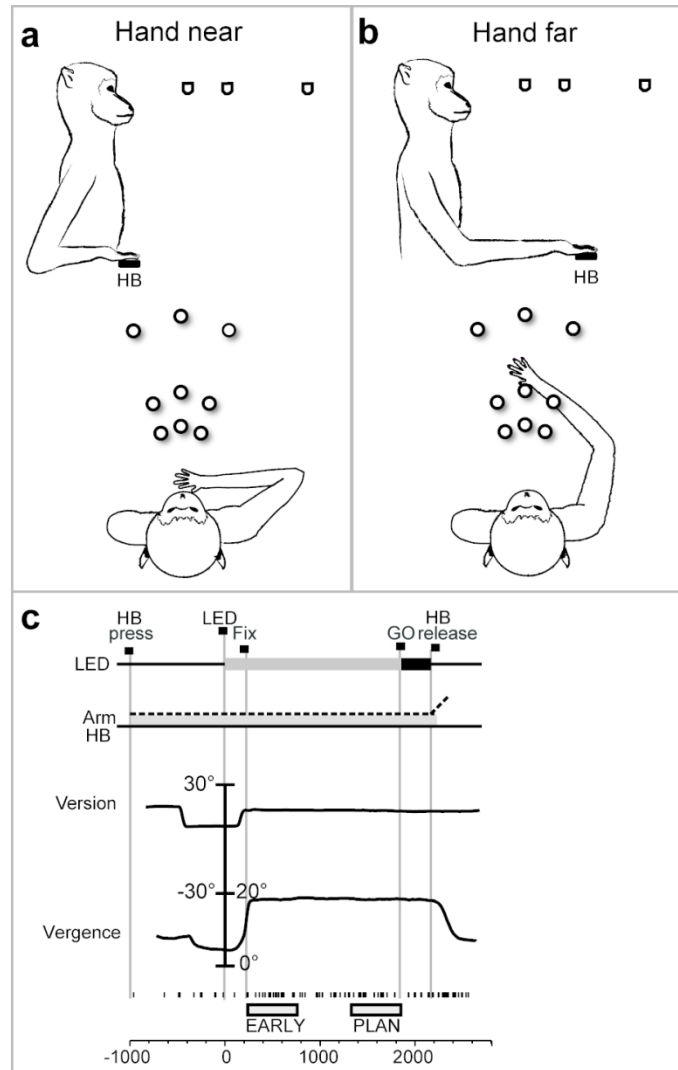 a Hand near
HB
b Hand far
HB
c
HB press
LED
Fix
GO
HB release
LED
Arm
HB
30°
Version
-30° 20°
Vergence
0°
EARLY PLAN
-1000 0 1000 2000